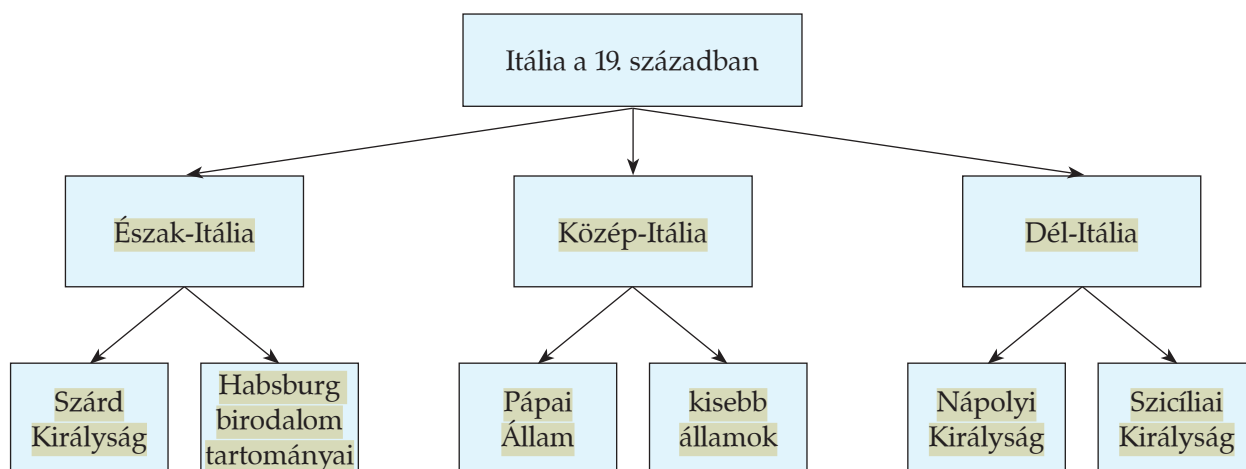 Itália a 19. században
Észak-Itália
Közép-Itália
Dél-Itália
Szárd
Királyság
Habsburg
birodalom
tartományai
Pápai
Állam
kisebb
államok
Nápolyi
Királyság
Szicíliai
Királyság